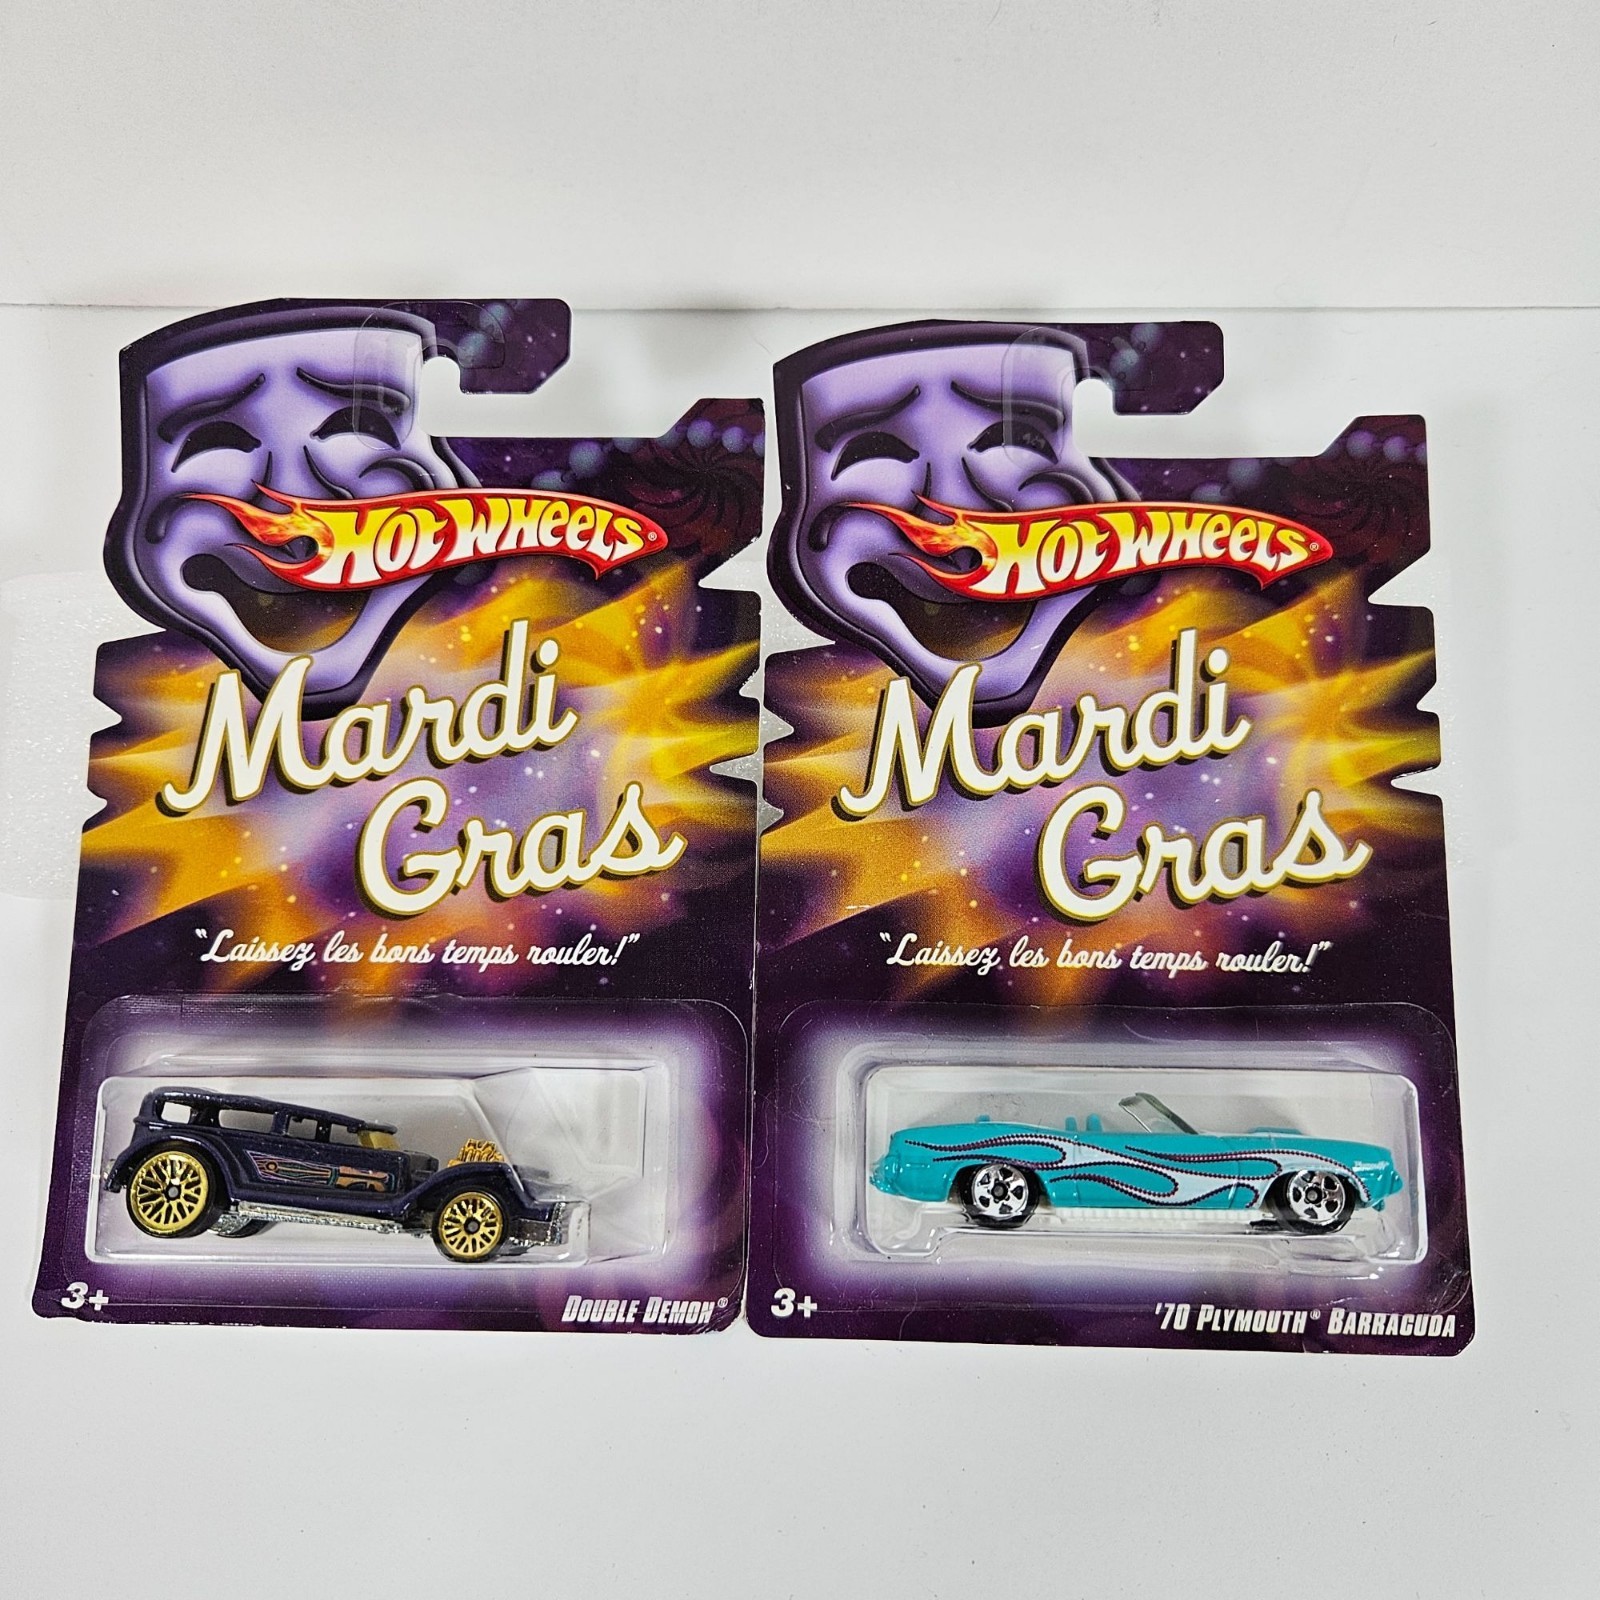 HOT WHEELS®
Mardi
Gras
"Laissez les bons temps rouler!"
3+
DOUBLE DEMON®
HOT WHEELS®
Mardi
Gras
"Laissez les bons temps rouler!"
3+
'70 PLYMOUTH® BARRACUDA